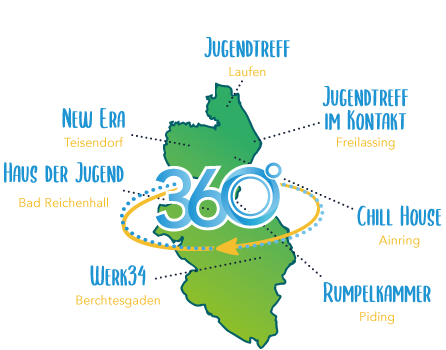 Jugendtreff
Laufen
New Era
Teisendorf
Jugendtreff
im Kontakt
Freilassing
Haus der Jugend
Bad Reichenhall
360°
Chill House
Ainring
Werk34
Berchtesgaden
Rumpelkammer
Piding